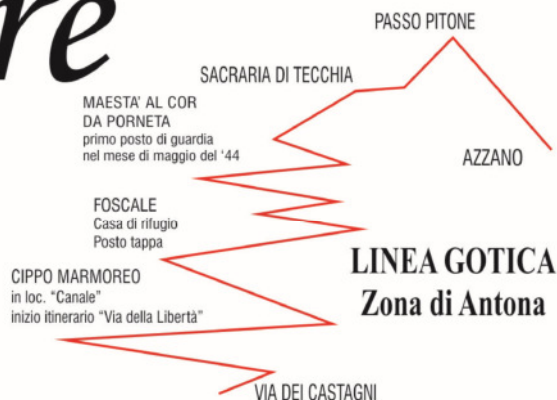 re
PASSO PITONE
SACRARIA DI TECCHIA
MAESTA' AL COR
DA PORNETA
primo posto di guardia
nel mese di maggio del '44
AZZANO
FOSCALE
Casa di rifugio
Posto tappa
LINEA GOTICA
Zona di Antona
CIPPO MARMOREO
in loc. "Canale"
inizio itinerario "Via della Libertà"
VIA DEI CASTAGNI